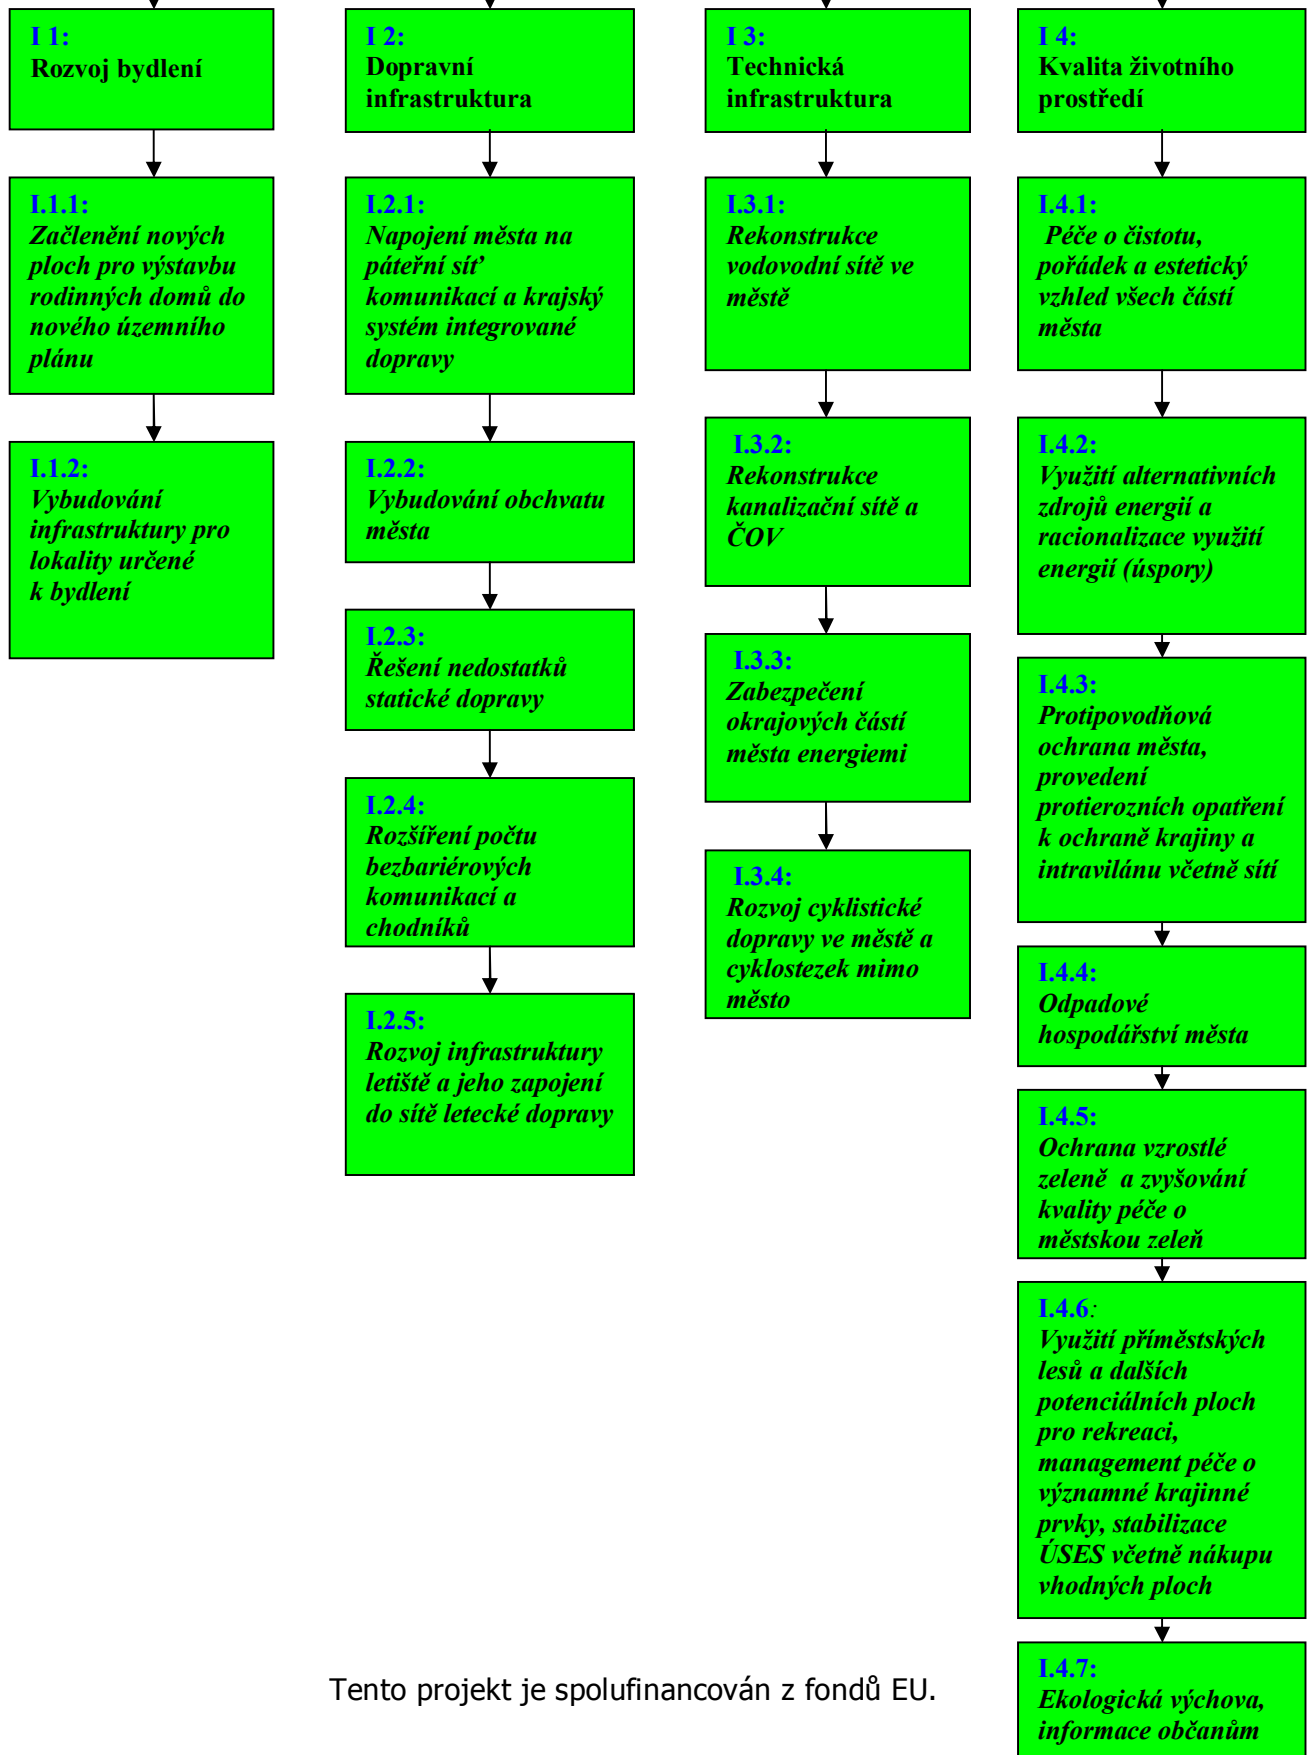 I 1:
Rozvoj bydlení
I.1.1:
Začlenění nových
ploch pro výstavbu
rodinných domů do
nového územního
plánu
I.1.2:
Vybudování
infrastruktury pro
lokality určené
k bydlení
I 2:
Dopravní
infrastruktura
I.2.1:
Napojení města na
páteřní síť
komunikací a krajský
systém integrované
dopravy
I.2.2:
Vybudování obchvatu
města
I.2.3:
Řešení nedostatků
statické dopravy
I.2.4:
Rozšíření počtu
bezbariérových
komunikací a
chodníků
I.2.5:
Rozvoj infrastruktury
letiště a jeho zapojení
do sítě letecké dopravy
I 3:
Technická
infrastruktura
I.3.1:
Rekonstrukce
vodovodní sítě ve
městě
I.3.2:
Rekonstrukce
kanalizační sítě a
ČOV
I.3.3:
Zabezpečení
okrajových částí
města energiemi
I.3.4:
Rozvoj cyklistické
dopravy ve městě a
cyklostezek mimo
město
I 4:
Kvalita životního
prostředí
I.4.1:
Péče o čistotu,
pořádek a estetický
vzhled všech částí
města
I.4.2:
Využití alternativních
zdrojů energií a
racionalizace využití
energií (úspory)
I.4.3:
Protipovodňová
ochrana města,
provedení
protierozních opatření
k ochraně krajiny a
intravilánu včetně sítí
I.4.4:
Odpadové
hospodářství města
I.4.5:
Ochrana vzrostlé
zeleně a zvyšování
kvality péče o
městskou zeleň
I.4.6:
Využití příměstských
lesů a dalších
potenciálních ploch
pro rekreaci,
management péče o
významné krajinné
prvky, stabilizace
ÚSES včetně nákupu
vhodných ploch
I.4.7:
Ekologická výchova,
informace občanům
Tento projekt je spolufinancován z fondů EU.